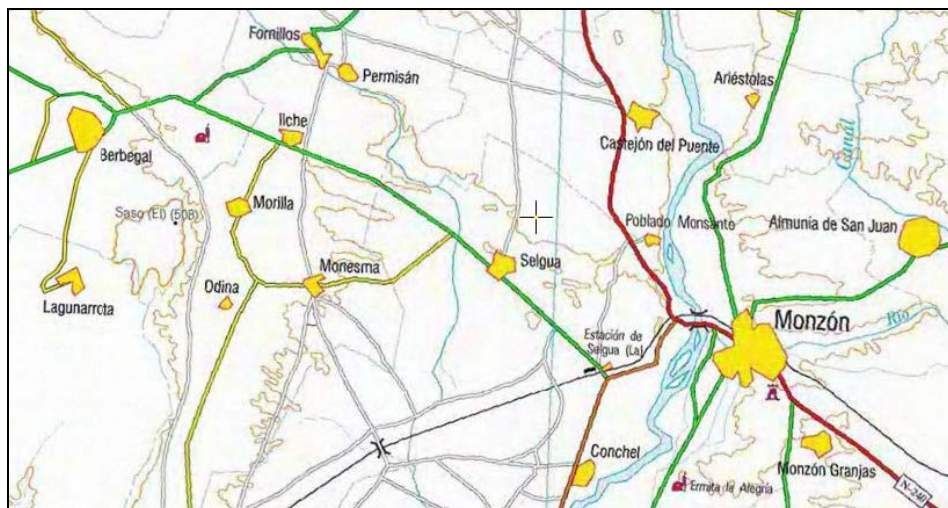 Fornillos
Permisán
Ariéstolas
Ilche
Castejón del Puente
Canal
Berbegal
Morilla
Saso (El) (508)
Poblado Monsanto
Almunia de San Juan
Selgua
Monesma
Odina
Lagunarrota
Monzón
Río
Estación de
Selgua (La)
Conchel
Monzón Granjas
Ermita la Alegría
N-240